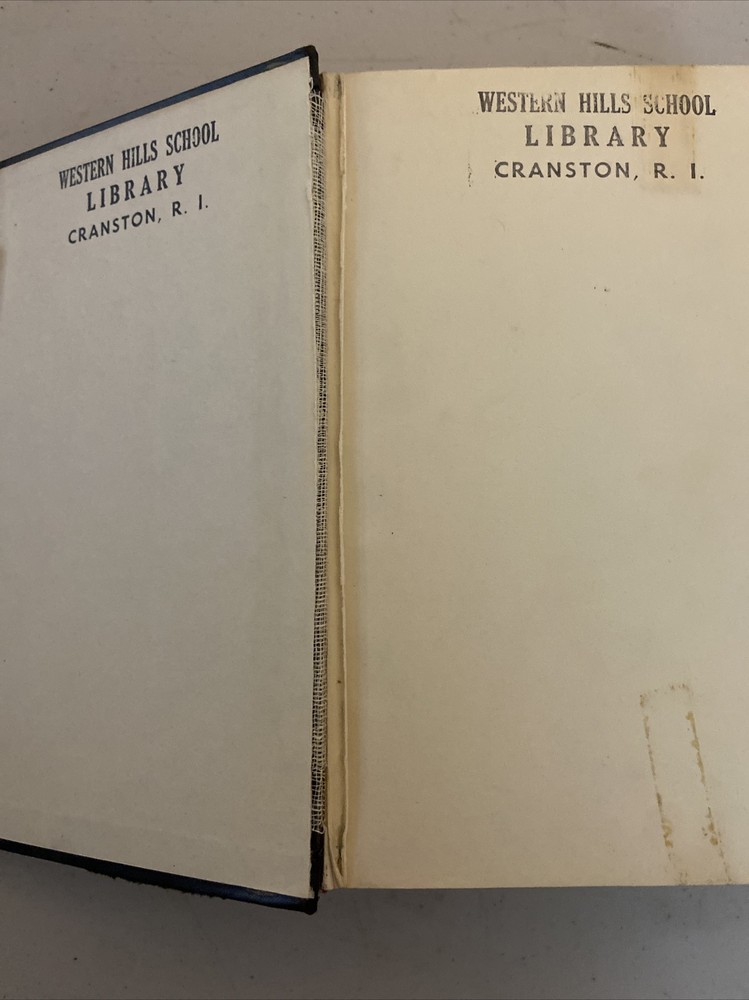 WESTERN HILLS SCHOOL
LIBRARY
CRANSTON, R. I.
WESTERN HILLS SCHOOL
LIBRARY
CRANSTON, R. I.